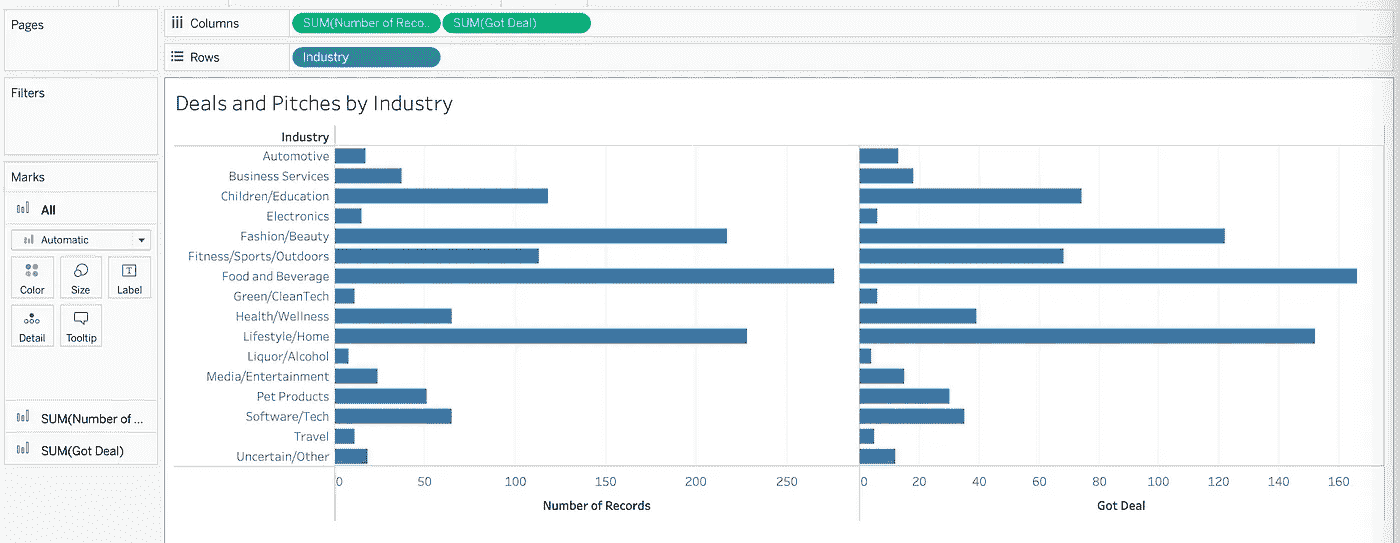 Pages
Columns
SUM(Number of Reco..
SUM(Got Deal)
Rows
Industry
Filters
Marks
All
Automatic
Color
Size
Label
Detail
Tooltip
SUM(Number of ...
SUM(Got Deal)
Deals and Pitches by Industry
Industry
Automotive
Business Services
Children/Education
Electronics
Fashion/Beauty
Fitness/Sports/Outdoors
Food and Beverage
Green/CleanTech
Health/Wellness
Lifestyle/Home
Liquor/Alcohol
Media/Entertainment
Pet Products
Software/Tech
Travel
Uncertain/Other
0 50 100 150 200 250
Number of Records
0 20 40 60 80 100 120 140 160
Got Deal